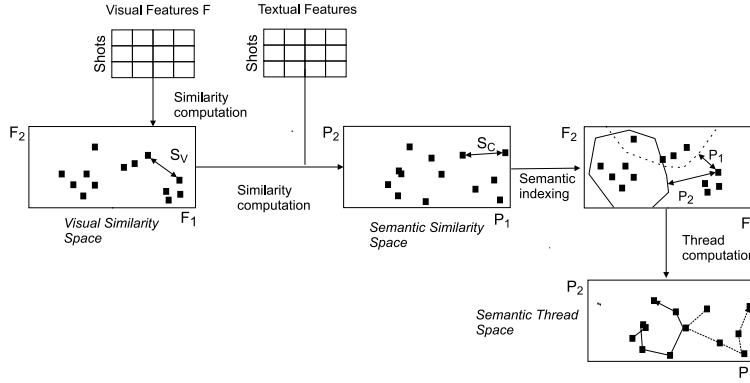 Visual Features F
Textual Features
Shots
Shots
Similarity
computation
F2
SV
F1
Visual Similarity
Space
Similarity
computation
P2
SC
P1
Semantic Similarity
Space
Semantic
indexing
F2
P1
P2
F
Thread
computation
P2
Semantic Thread
Space
P